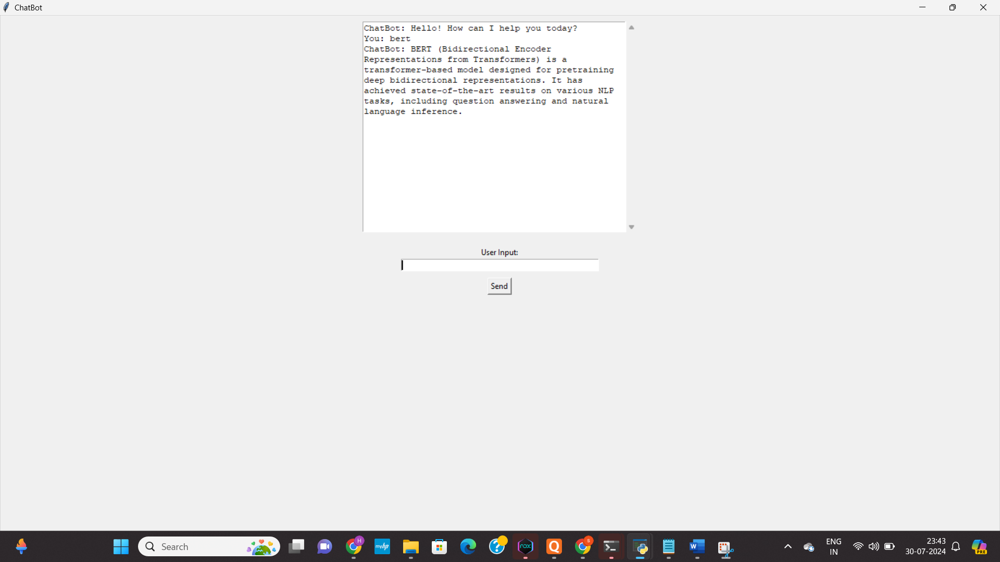 ChatBot
ChatBot: Hello! How can I help you today?
You: bert
ChatBot: BERT (Bidirectional Encoder
Representations from Transformers) is a
transformer-based model designed for pretraining
deep bidirectional representations. It has
achieved state-of-the-art results on various NLP
tasks, including question answering and natural
language inference.
User Input:
Send
Search
H
myhp
?
nox
Q
S
W
ENG
IN
23:43
30-07-2024
PRE